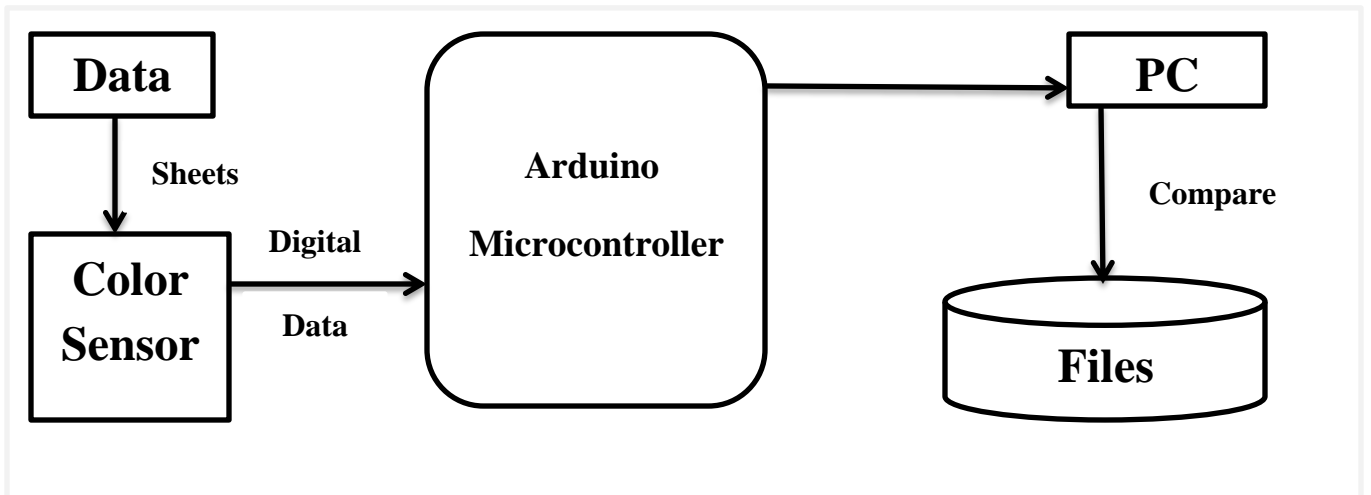 Data
Sheets
Color
Sensor
Digital
Data
Arduino
Microcontroller
PC
Compare
Files